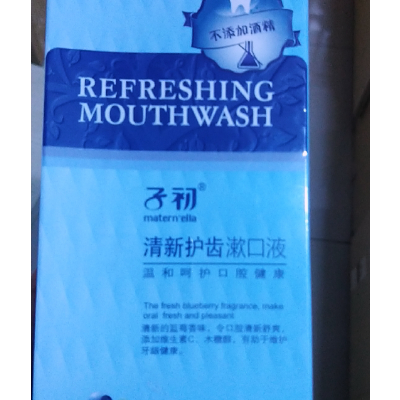 不添加酒精
REFRESHING
MOUTHWASH
子初®
matern'ella
清新护齿漱口液
温和呵护口腔健康
The fresh blueberry fragrance, make
oral fresh and pleasant
清新的蓝莓香味，令口腔清新舒爽，
添加维生素C、木糖醇，有助于维护
牙龈健康。